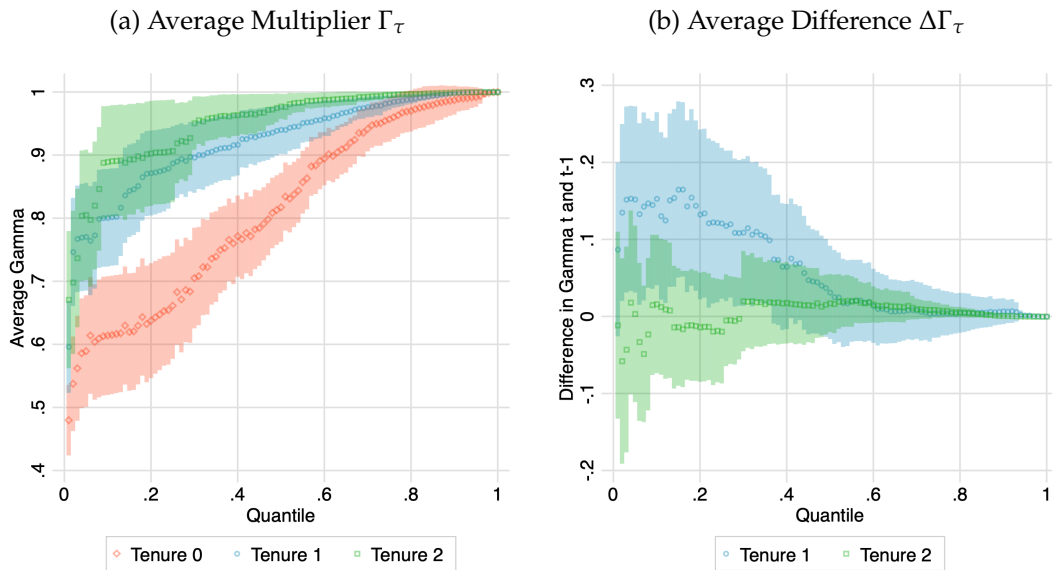 (a) Average Multiplier Γτ
(b) Average Difference ΔΓτ
Average Gamma
1
.9
.8
.7
.6
.5
.4
0
.2
.4
.6
.8
1
Quantile
Tenure 0
Tenure 1
Tenure 2
Difference in Gamma t and t-1
.3
.2
.1
0
-.1
-.2
0
.2
.4
.6
.8
1
Quantile
Tenure 1
Tenure 2